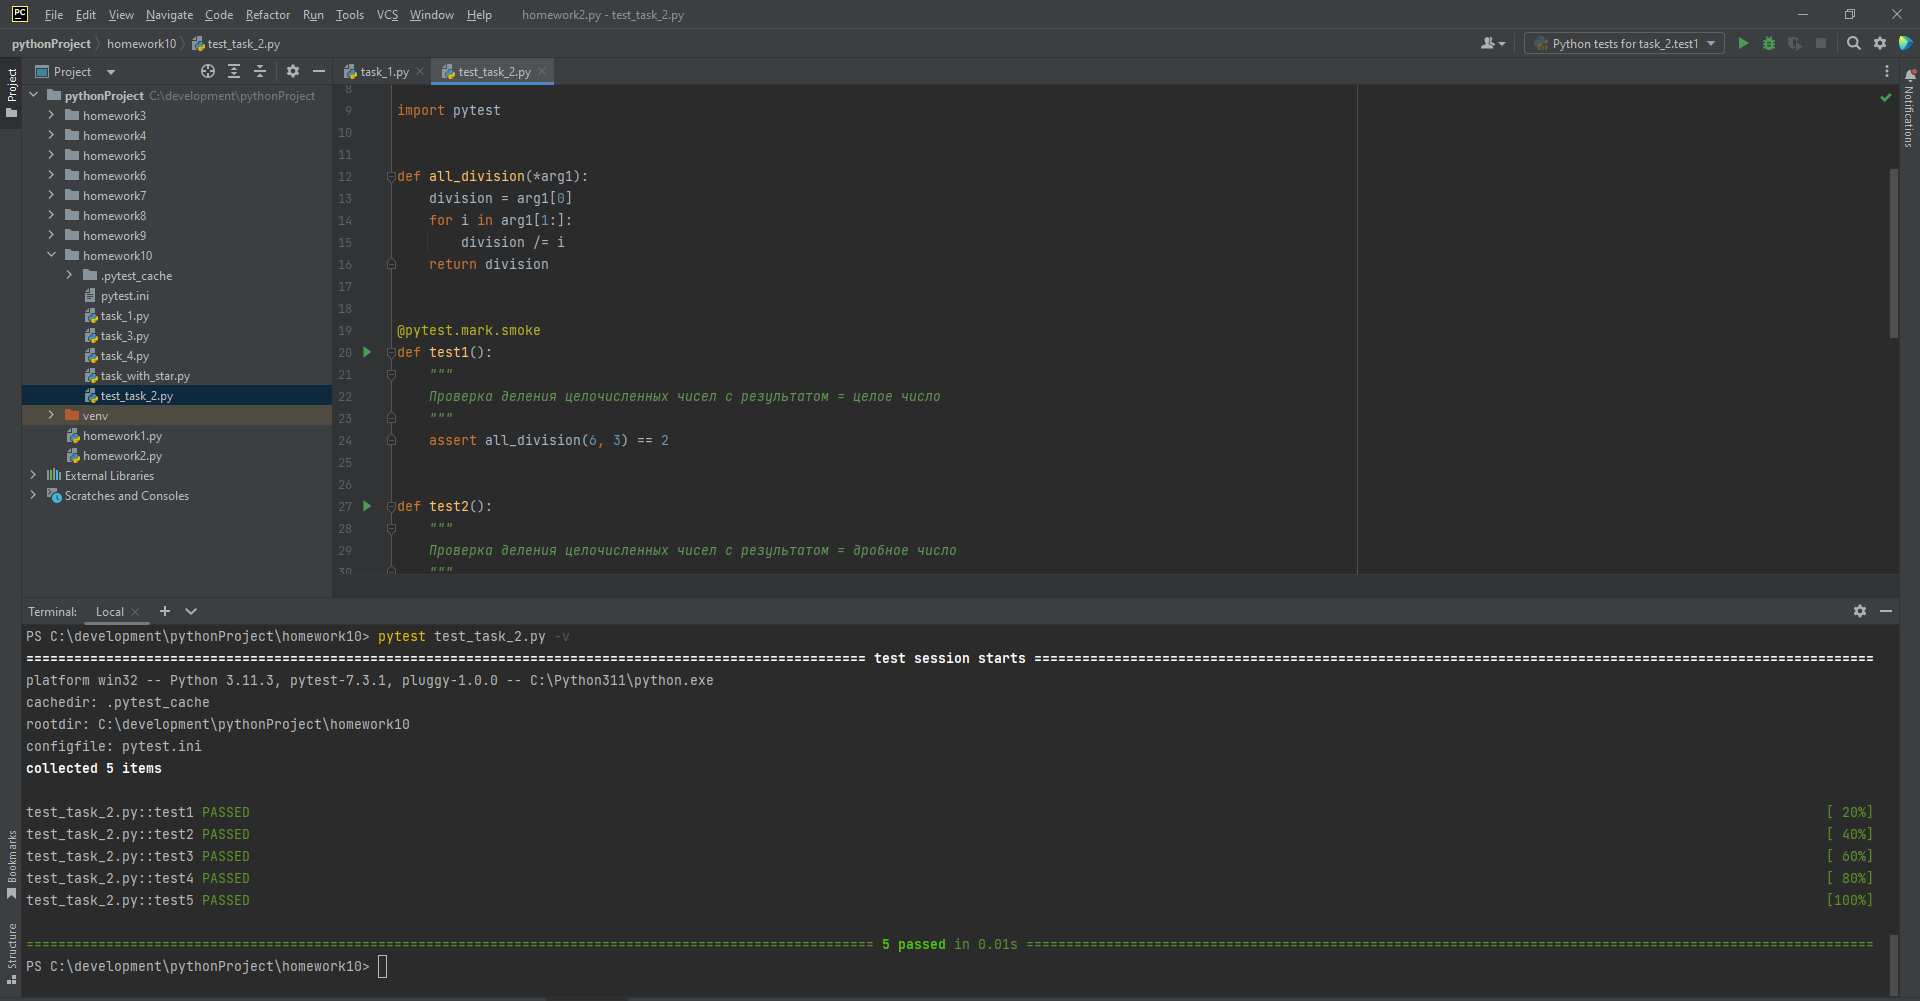 PC File Edit View Navigate Code Refactor Run Tools VCS Window Help homework2.py - test_task_2.py
pythonProject homework10 test_task_2.py Python tests for task_2.test1
Project
Project
task_1.py test_task_2.py
Notifications
pythonProject C:\development\pythonProject
homework3
homework4
homework5
homework6
homework7
homework8
homework9
homework10
.pytest_cache
pytest.ini
task_1.py
task_3.py
task_4.py
task_with_star.py
test_task_2.py
venv
homework1.py
homework2.py
External Libraries
Scratches and Consoles
8
9 import pytest
10
11
12 def all_division(*arg1):
13 division = arg1[0]
14 for i in arg1[1:]:
15 division /= i
16 return division
17
18
19 @pytest.mark.smoke
20 def test1():
21 """
22 Проверка деления целочисленных чисел с результатом = целое число
23 """
24 assert all_division(6, 3) == 2
25
26
27 def test2():
28 """
29 Проверка деления целочисленных чисел с результатом = дробное число
30 """
Terminal: Local
PS C:\development\pythonProject\homework10> pytest test_task_2.py -v
========================================================================================================= test session starts =========================================================================================================
platform win32 -- Python 3.11.3, pytest-7.3.1, pluggy-1.0.0 -- C:\Python311\python.exe
cachedir: .pytest_cache
rootdir: C:\development\pythonProject\homework10
configfile: pytest.ini
collected 5 items
test_task_2.py::test1 PASSED [ 20%]
test_task_2.py::test2 PASSED [ 40%]
test_task_2.py::test3 PASSED [ 60%]
test_task_2.py::test4 PASSED [ 80%]
test_task_2.py::test5 PASSED [100%]
========================================================================================================== 5 passed in 0.01s ==========================================================================================================
PS C:\development\pythonProject\homework10>
Bookmarks
Structure